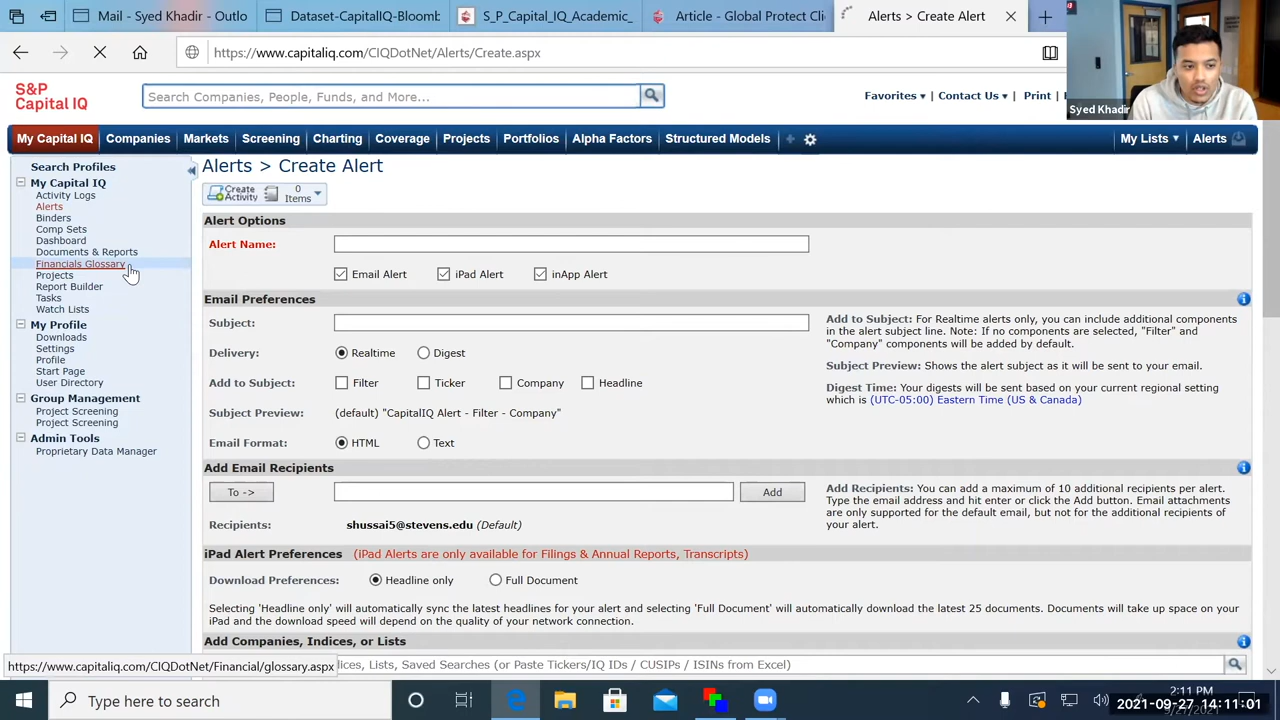 Mail - Syed Khadir - Outlo
Dataset-CapitalIQ-BloomL
S_P_Capital_IQ_Academic_
Article - Global Protect Cli
Alerts > Create Alert
https://www.capitaliq.com/CIQDotNet/Alerts/Create.aspx
S&P
Capital IQ
Search Companies, People, Funds, and More...
Favorites
Contact Us
Print
Syed Khadir
My Capital IQ
Companies
Markets
Screening
Charting
Coverage
Projects
Portfolios
Alpha Factors
Structured Models
My Lists
Alerts
Search Profiles
My Capital IQ
Activity Logs
Alerts
Binders
Comp Sets
Dashboard
Documents & Reports
Financials Glossary
Projects
Report Builder
Tasks
Watch Lists
My Profile
Downloads
Settings
Profile
Start Page
User Directory
Group Management
Project Screening
Project Screening
Admin Tools
Proprietary Data Manager
Alerts > Create Alert
Create
Activity
0
Items
Alert Options
Alert Name:
Email Alert
iPad Alert
inApp Alert
Email Preferences
Subject:
Delivery:
Realtime
Digest
Add to Subject:
Filter
Ticker
Company
Headline
Subject Preview:
(default) "CapitalIQ Alert - Filter - Company"
Email Format:
HTML
Text
Add to Subject: For Realtime alerts only, you can include additional components
in the alert subject line. Note: If no components are selected, "Filter" and
"Company" components will be added by default.
Subject Preview: Shows the alert subject as it will be sent to your email.
Digest Time: Your digests will be sent based on your current regional setting
which is (UTC-05:00) Eastern Time (US & Canada)
Add Email Recipients
To ->
Add
Recipients:
shussai5@stevens.edu (Default)
Add Recipients: You can add a maximum of 10 additional recipients per alert.
Type the email address and hit enter or click the Add button. Email attachments
are only supported for the default email, but not for the additional recipients of
your alert.
iPad Alert Preferences (iPad Alerts are only available for Filings & Annual Reports, Transcripts)
Download Preferences:
Headline only
Full Document
Selecting 'Headline only' will automatically sync the latest headlines for your alert and selecting 'Full Document' will automatically download the latest 25 documents. Documents will take up space on your
iPad and the download speed will depend on the quality of your network connection.
Add Companies, Indices, or Lists
https://www.capitaliq.com/CIQDotNet/Financial/glossary.aspx
dices, Lists, Saved Searches (or Paste Tickers/IQ IDs / CUSIPs / ISINs from Excel)
Type here to search
2:11 PM
2021-09-27 14:11:01